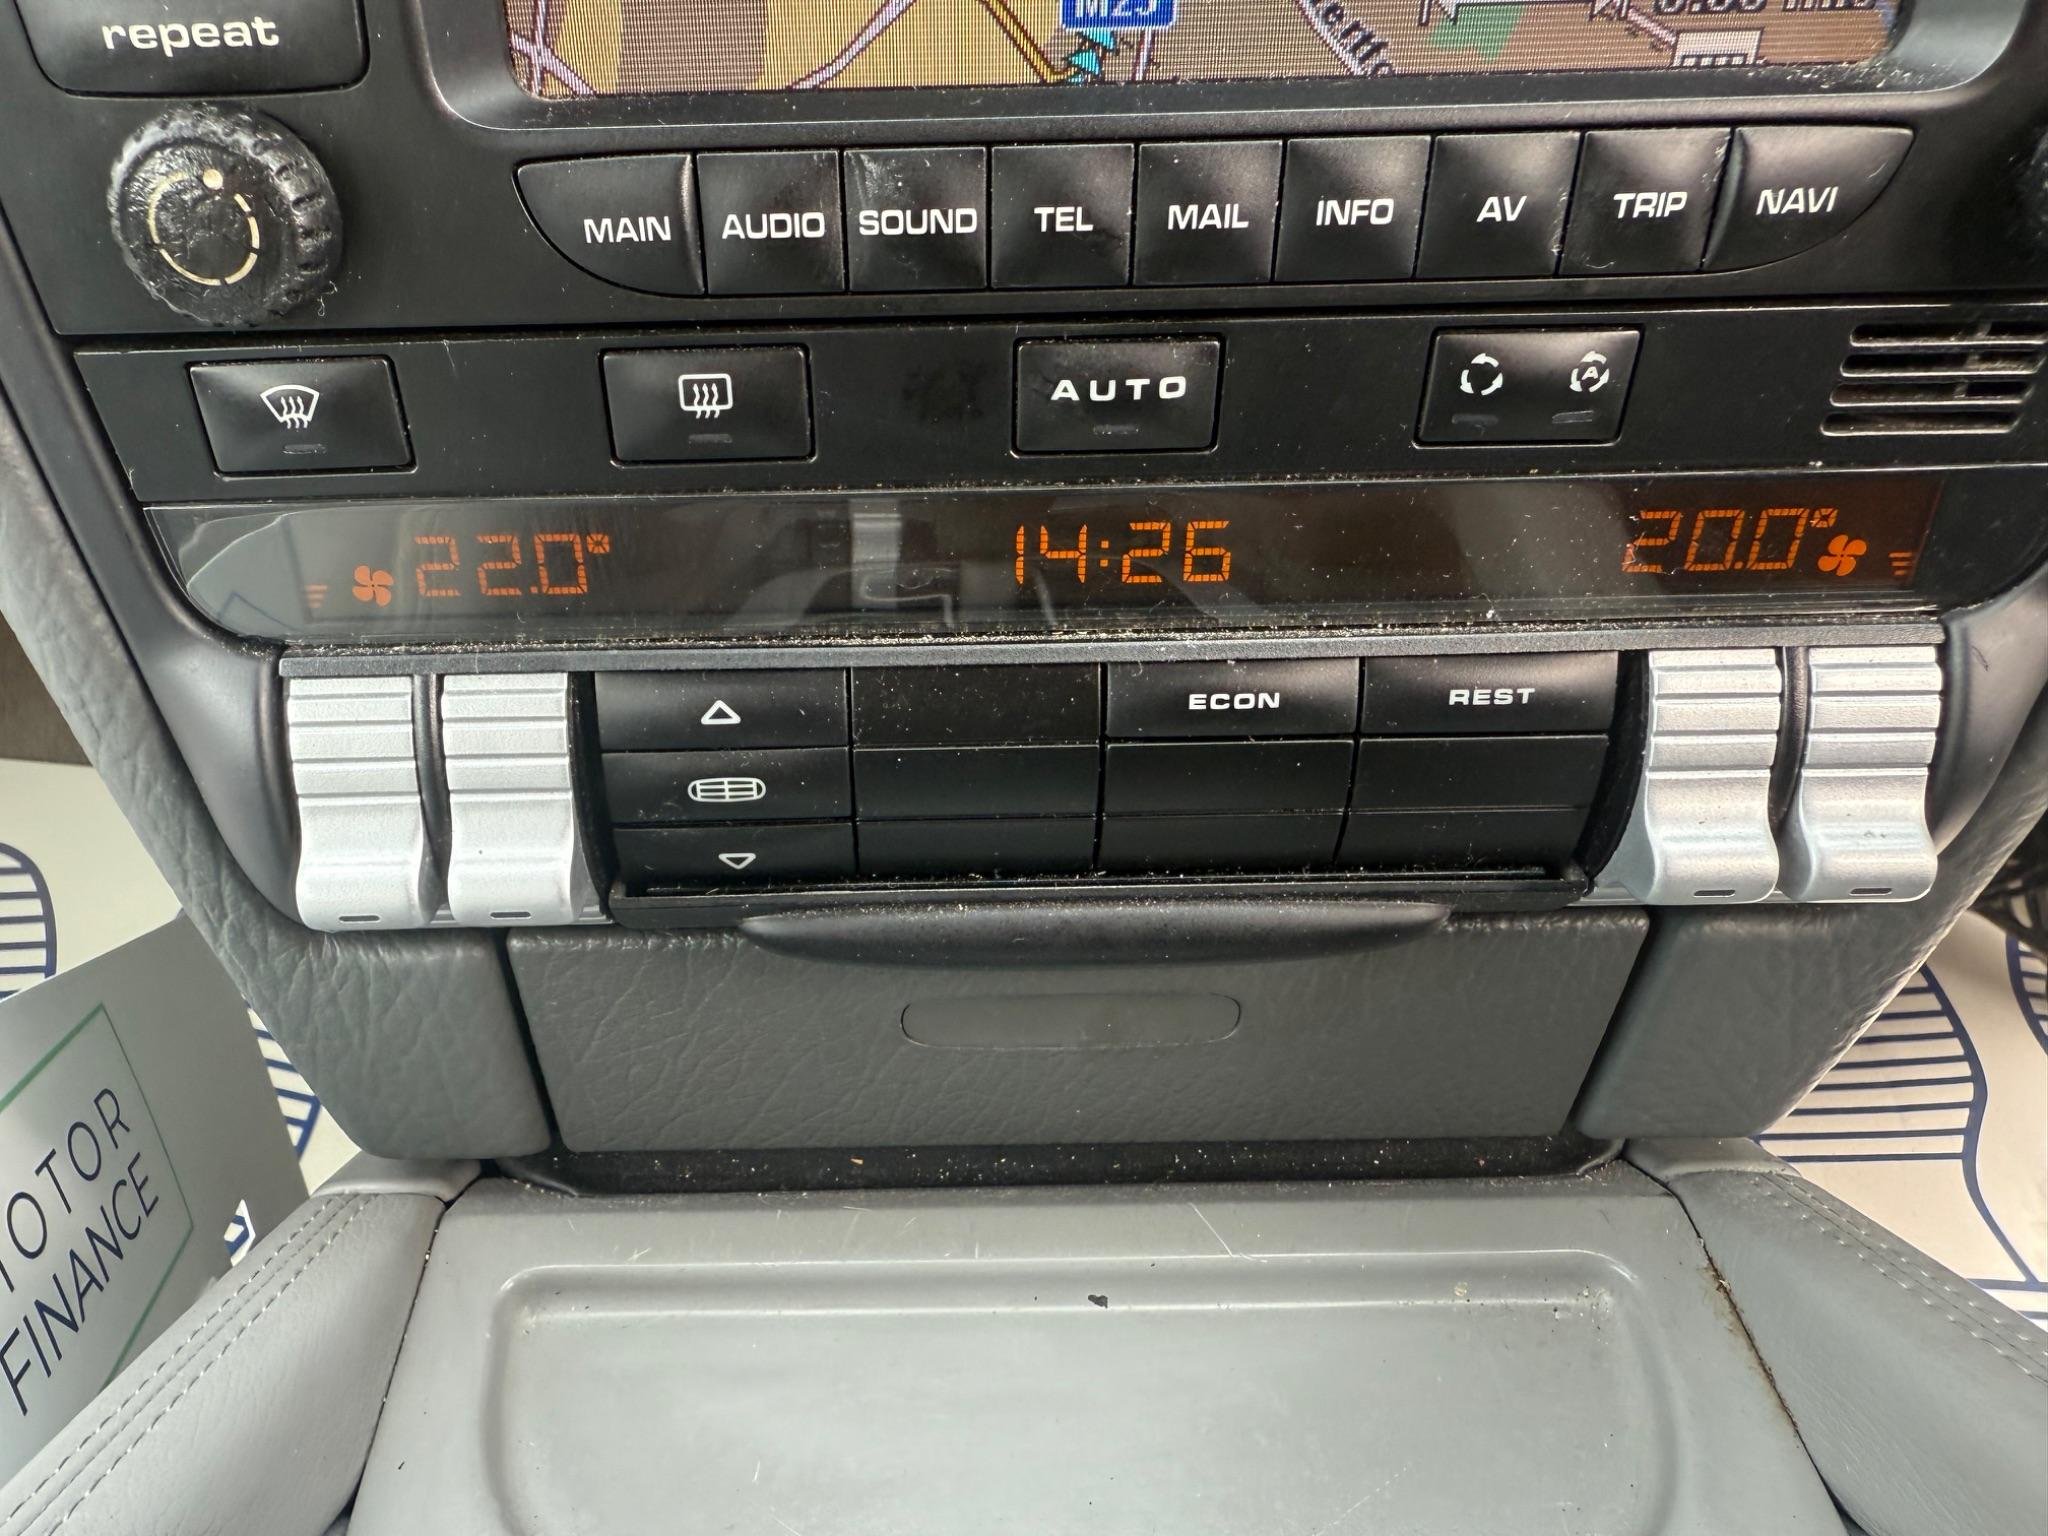 repeat
M25
MAIN AUDIO SOUND TEL MAIL INFO AV TRIP NAVI
AUTO
A
22.0° 14:26 20.0°
ECON REST
MOTOR
FINANCE